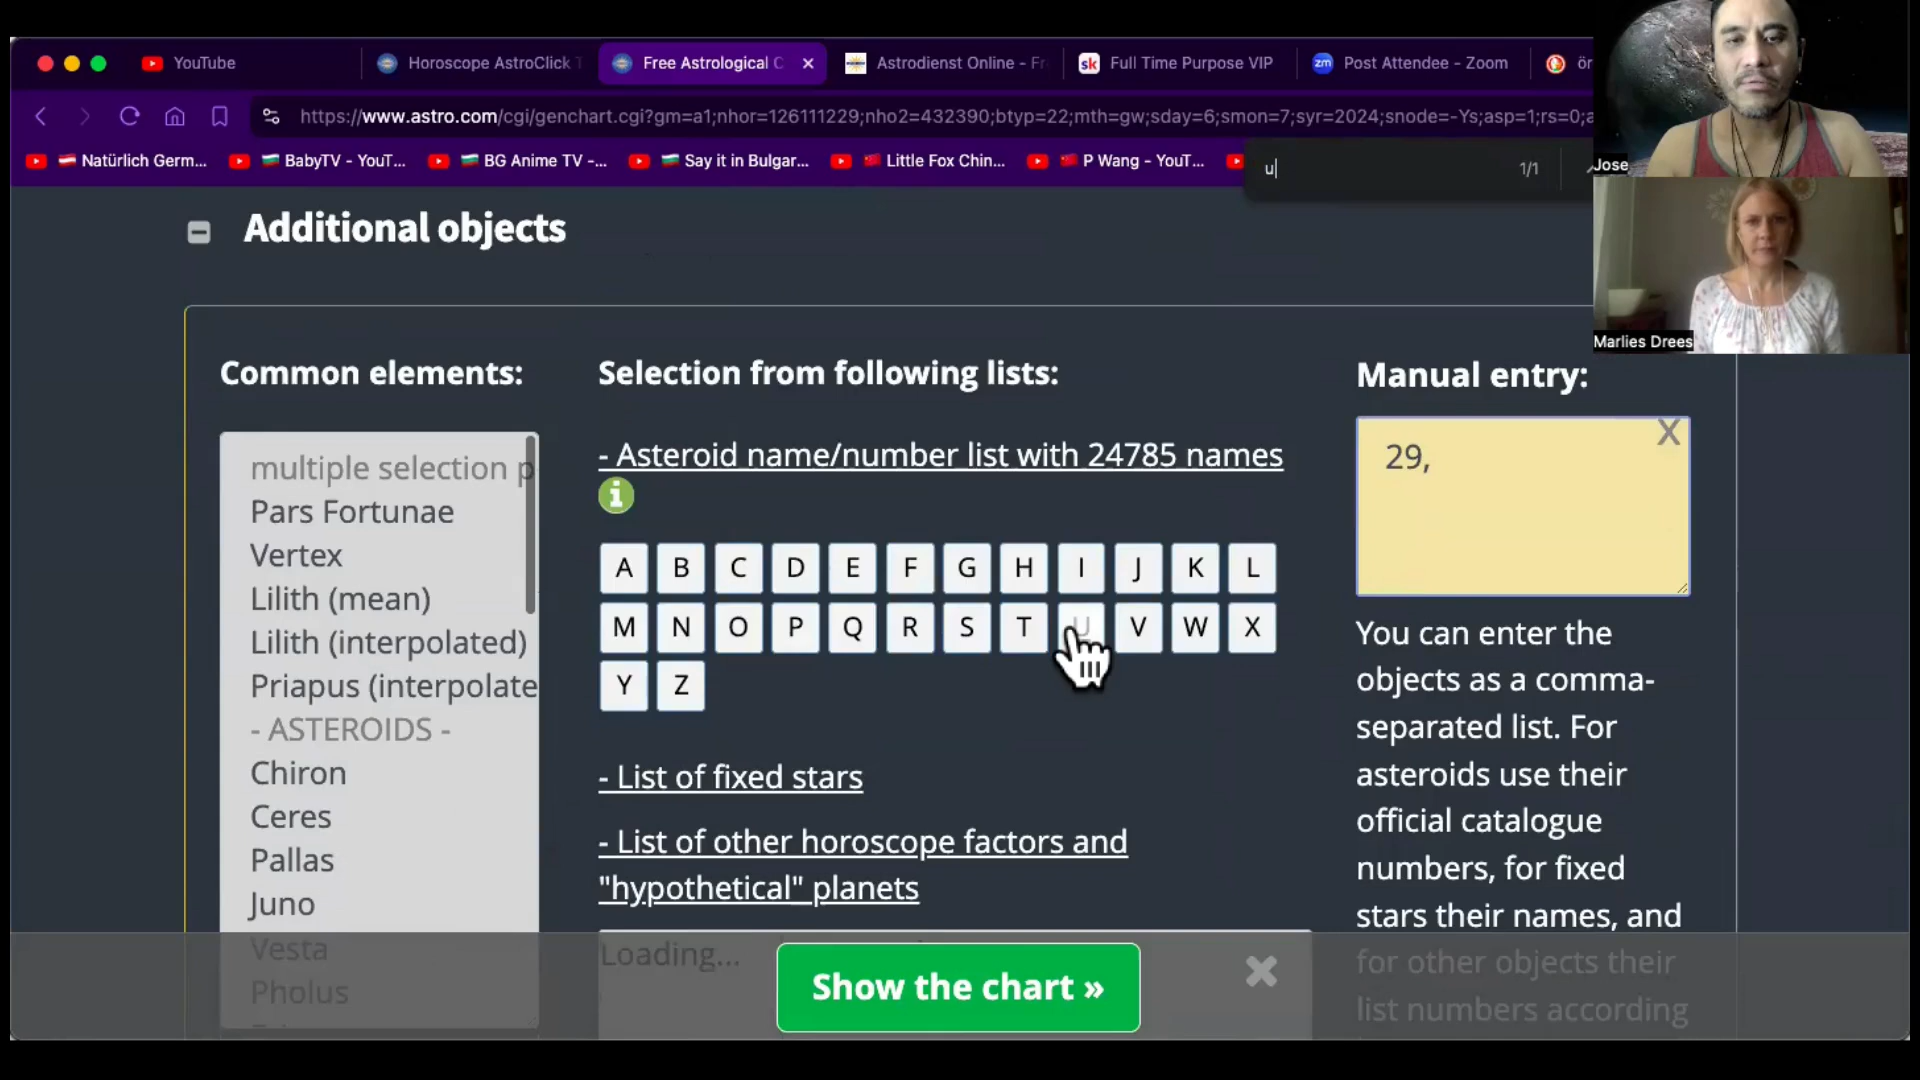 YouTube
Horoscope AstroClick T
Free Astrological C
Astrodienst Online - Fr
Full Time Purpose VIP
Post Attendee - Zoom
ör
https://www.astro.com/cgi/genchart.cgi?gm=a1;nhor=126111229;nho2=432390;btyp=22;mth=gw;sday=6;smon=7;syr=2024;snode=-Ys;asp=1;rs=0;a
Natürlich Germ...
BabyTV - YouT...
BG Anime TV -...
Say it in Bulgar...
Little Fox Chin...
P Wang - YouT...
u
1/1
Jose
Marlies Drees
Additional objects
Common elements:
multiple selection p
Pars Fortunae
Vertex
Lilith (mean)
Lilith (interpolated)
Priapus (interpolate
- ASTEROIDS -
Chiron
Ceres
Pallas
Juno
Vesta
Pholus
Selection from following lists:
- Asteroid name/number list with 24785 names
i
A B C D E F G H I J K L
M N O P Q R S T U V W X
Y Z
- List of fixed stars
- List of other horoscope factors and
"hypothetical" planets
Loading...
Manual entry:
29,
X
You can enter the
objects as a comma-
separated list. For
asteroids use their
official catalogue
numbers, for fixed
stars their names, and
for other objects their
list numbers according
Show the chart »